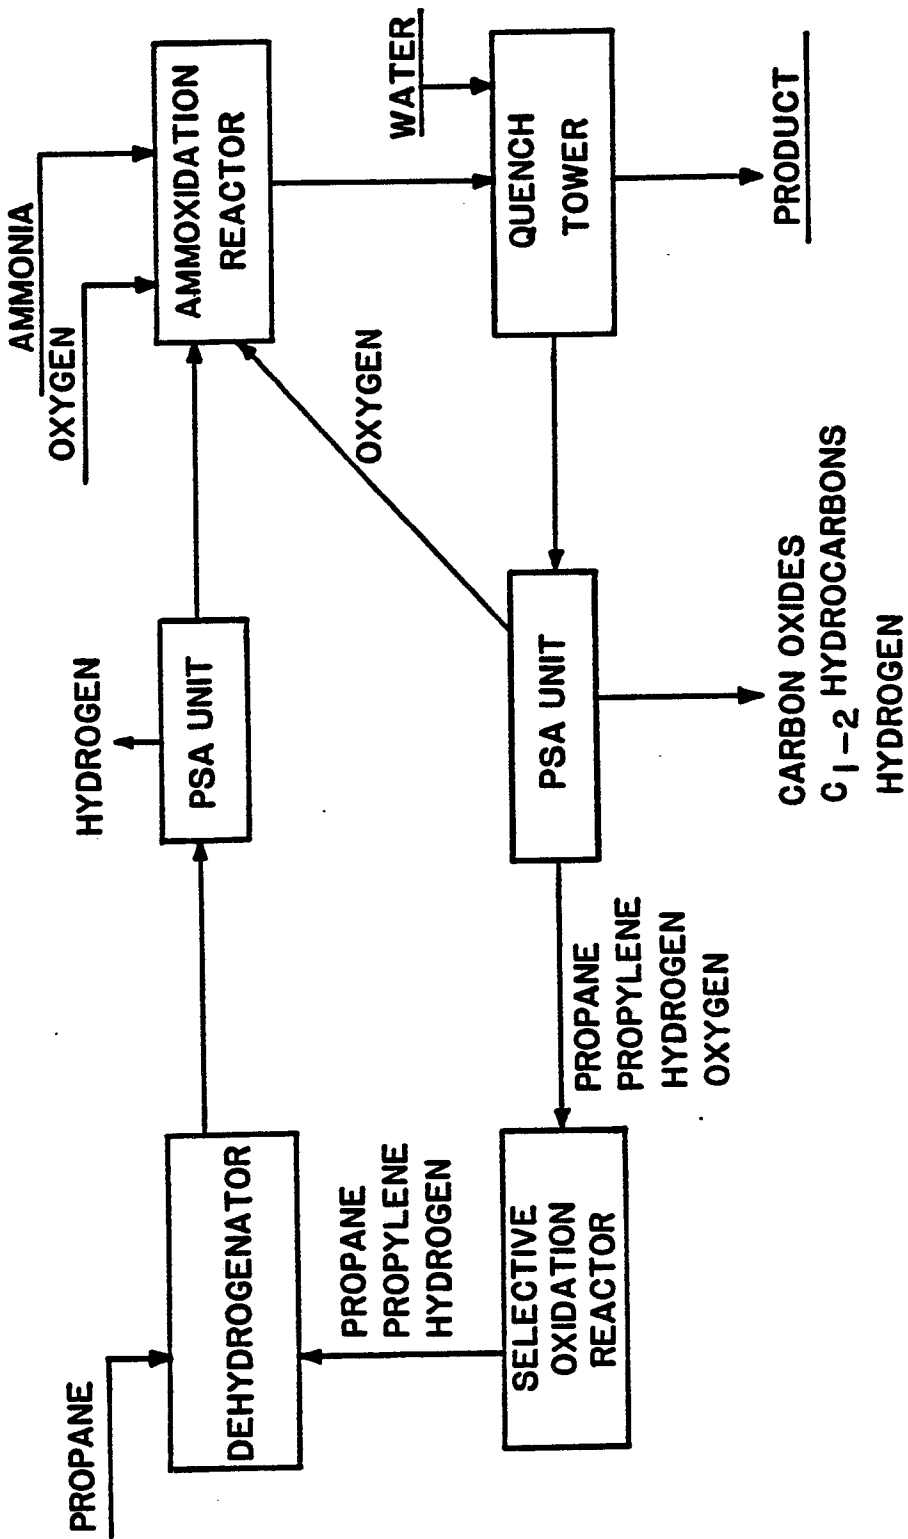 PROPANE
DEHYDROGENATOR
HYDROGEN
PSA UNIT
AMMONIA
OXYGEN
AMMOXIDATION
REACTOR
PROPANE
PROPYLENE
HYDROGEN
OXYGEN
WATER
SELECTIVE
OXIDATION
REACTOR
PROPANE
PROPYLENE
HYDROGEN
OXYGEN
PSA UNIT
QUENCH
TOWER
CARBON OXIDES
C1-2 HYDROCARBONS
HYDROGEN
PRODUCT